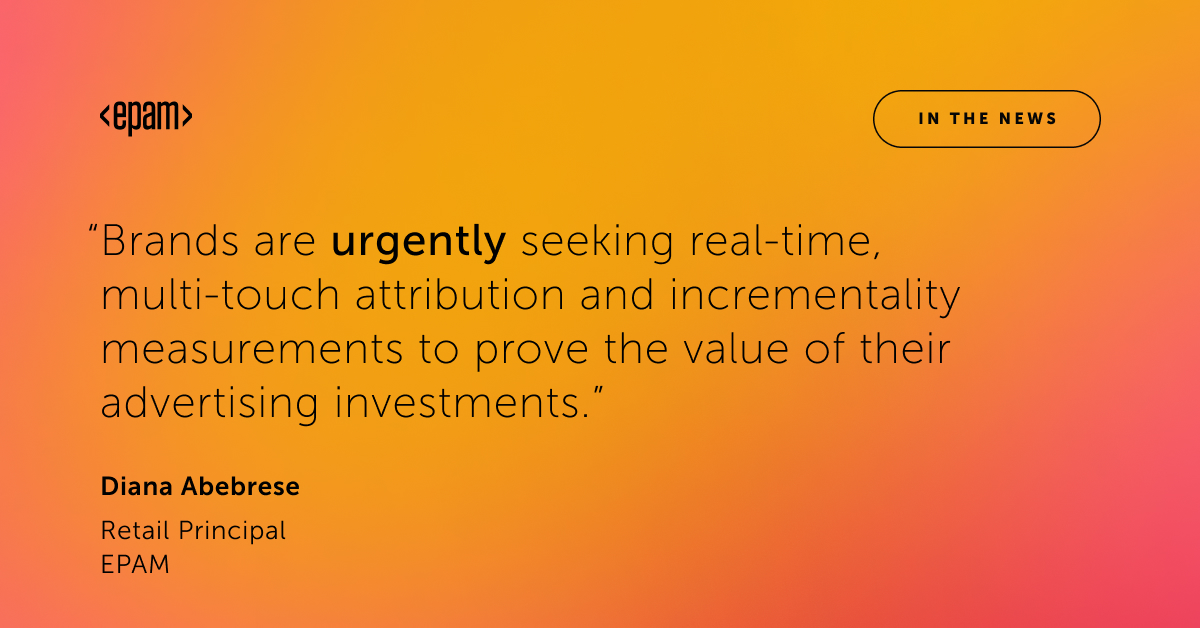 <epam>
IN THE NEWS
“Brands are urgently seeking real-time,
multi-touch attribution and incrementality
measurements to prove the value of their
advertising investments.”
Diana Abebrese
Retail Principal
EPAM